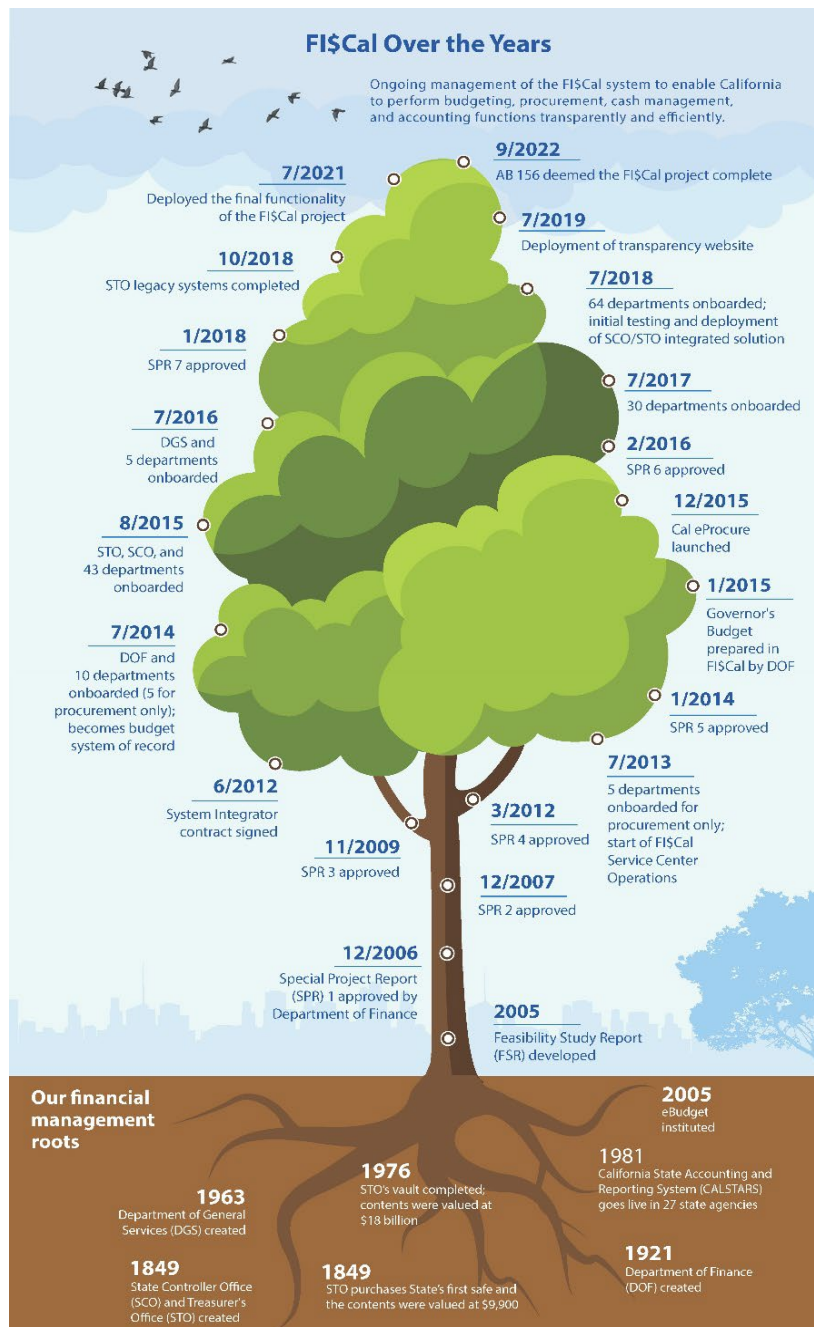 FI$Cal Over the Years
Ongoing management of the FI$Cal system to enable California
to perform budgeting, procurement, cash management,
and accounting functions transparently and efficiently.
9/2022
AB 156 deemed the FI$Cal project complete
7/2021
Deployed the final functionality
of the FI$Cal project
7/2019
Deployment of transparency website
10/2018
STO legacy systems completed
7/2018
64 departments onboarded;
initial testing and deployment
of SCO/STO integrated solution
1/2018
SPR 7 approved
7/2017
30 departments onboarded
7/2016
DGS and
5 departments
onboarded
2/2016
SPR 6 approved
12/2015
Cal eProcure
launched
8/2015
STO, SCO, and
43 departments
onboarded
1/2015
Governor's
Budget
prepared in
FI$Cal by DOF
7/2014
DOF and
10 departments
onboarded (5 for
procurement only);
becomes budget
system of record
1/2014
SPR 5 approved
7/2013
5 departments
onboarded for
procurement only;
start of FI$Cal
Service Center
Operations
6/2012
System Integrator
contract signed
3/2012
SPR 4 approved
11/2009
SPR 3 approved
12/2007
SPR 2 approved
12/2006
Special Project Report
(SPR) 1 approved by
Department of Finance
2005
Feasibility Study Report
(FSR) developed
Our financial
management
roots
2005
eBudget
instituted
1981
California State Accounting and
Reporting System (CALSTARS)
goes live in 27 state agencies
1976
STO's vault completed;
contents were valued at
$18 billion
1963
Department of General
Services (DGS) created
1921
Department of Finance
(DOF) created
1849
State Controller Office
(SCO) and Treasurer's
Office (STO) created
1849
STO purchases State's first safe and
the contents were valued at $9,900